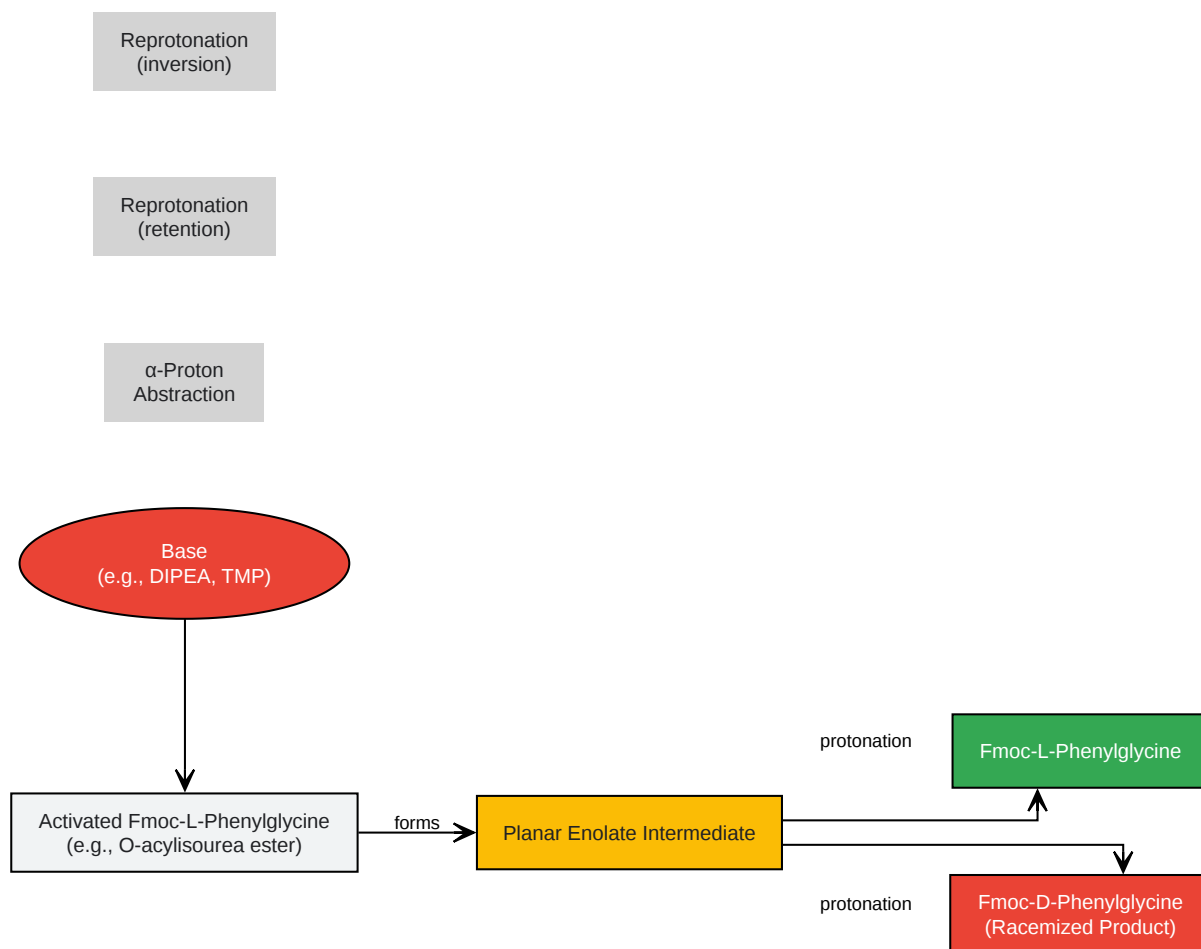 Reprotonation
(inversion)
Reprotonation
(retention)
α-Proton
Abstraction
Base
(e.g., DIPEA, TMP)
Activated Fmoc-L-Phenylglycine
(e.g., O-acylisourea ester)
forms
Planar Enolate Intermediate
protonation
Fmoc-L-Phenylglycine
protonation
Fmoc-D-Phenylglycine
(Racemized Product)